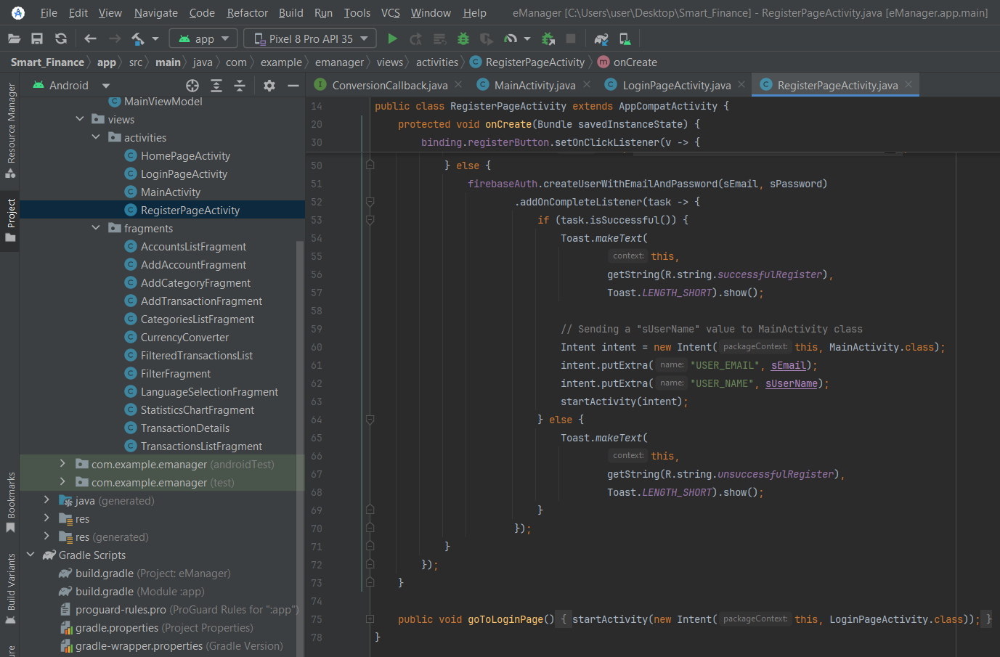 File Edit View Navigate Code Refactor Build Run Tools VCS Window Help eManager [C:\Users\user\Desktop\Smart_Finance] - RegisterPageActivity.java [eManager.app.main]
app Pixel 8 Pro API 35
Smart_Finance app src main java com example emanager views activities RegisterPageActivity onCreate
Resource Manager
Project
Bookmarks
Build Variants
Android
MainViewModel
views
activities
HomePageActivity
LoginPageActivity
MainActivity
RegisterPageActivity
fragments
AccountsListFragment
AddAccountFragment
AddCategoryFragment
AddTransactionFragment
CategoriesListFragment
CurrencyConverter
FilteredTransactionsList
FilterFragment
LanguageSelectionFragment
StatisticsChartFragment
TransactionDetails
TransactionsListFragment
com.example.emanager (androidTest)
com.example.emanager (test)
java (generated)
res
res (generated)
Gradle Scripts
build.gradle (Project: eManager)
build.gradle (Module :app)
proguard-rules.pro (ProGuard Rules for ":app")
gradle.properties (Project Properties)
gradle-wrapper.properties (Gradle Version)
ConversionCallback.java MainActivity.java LoginPageActivity.java RegisterPageActivity.java
14 public class RegisterPageActivity extends AppCompatActivity {
20 protected void onCreate(Bundle savedInstanceState) {
30 binding.registerButton.setOnClickListener(v -> {
50 } else {
51 firebaseAuth.createUserWithEmailAndPassword(sEmail, sPassword)
52 .addOnCompleteListener(task -> {
53 if (task.isSuccessful()) {
54 Toast.makeText(
55 context: this,
56 getString(R.string.successfulRegister),
57 Toast.LENGTH_SHORT).show();
58
59 // Sending a "sUserName" value to MainActivity class
60 Intent intent = new Intent( packageContext: this, MainActivity.class);
61 intent.putExtra( name: "USER_EMAIL", sEmail);
62 intent.putExtra( name: "USER_NAME", sUserName);
63 startActivity(intent);
64 } else {
65 Toast.makeText(
66 context: this,
67 getString(R.string.unsuccessfulRegister),
68 Toast.LENGTH_SHORT).show();
69 }
70 });
71 }
72 });
73 }
74
75 public void goToLoginPage() { startActivity(new Intent( packageContext: this, LoginPageActivity.class)); }
78 }